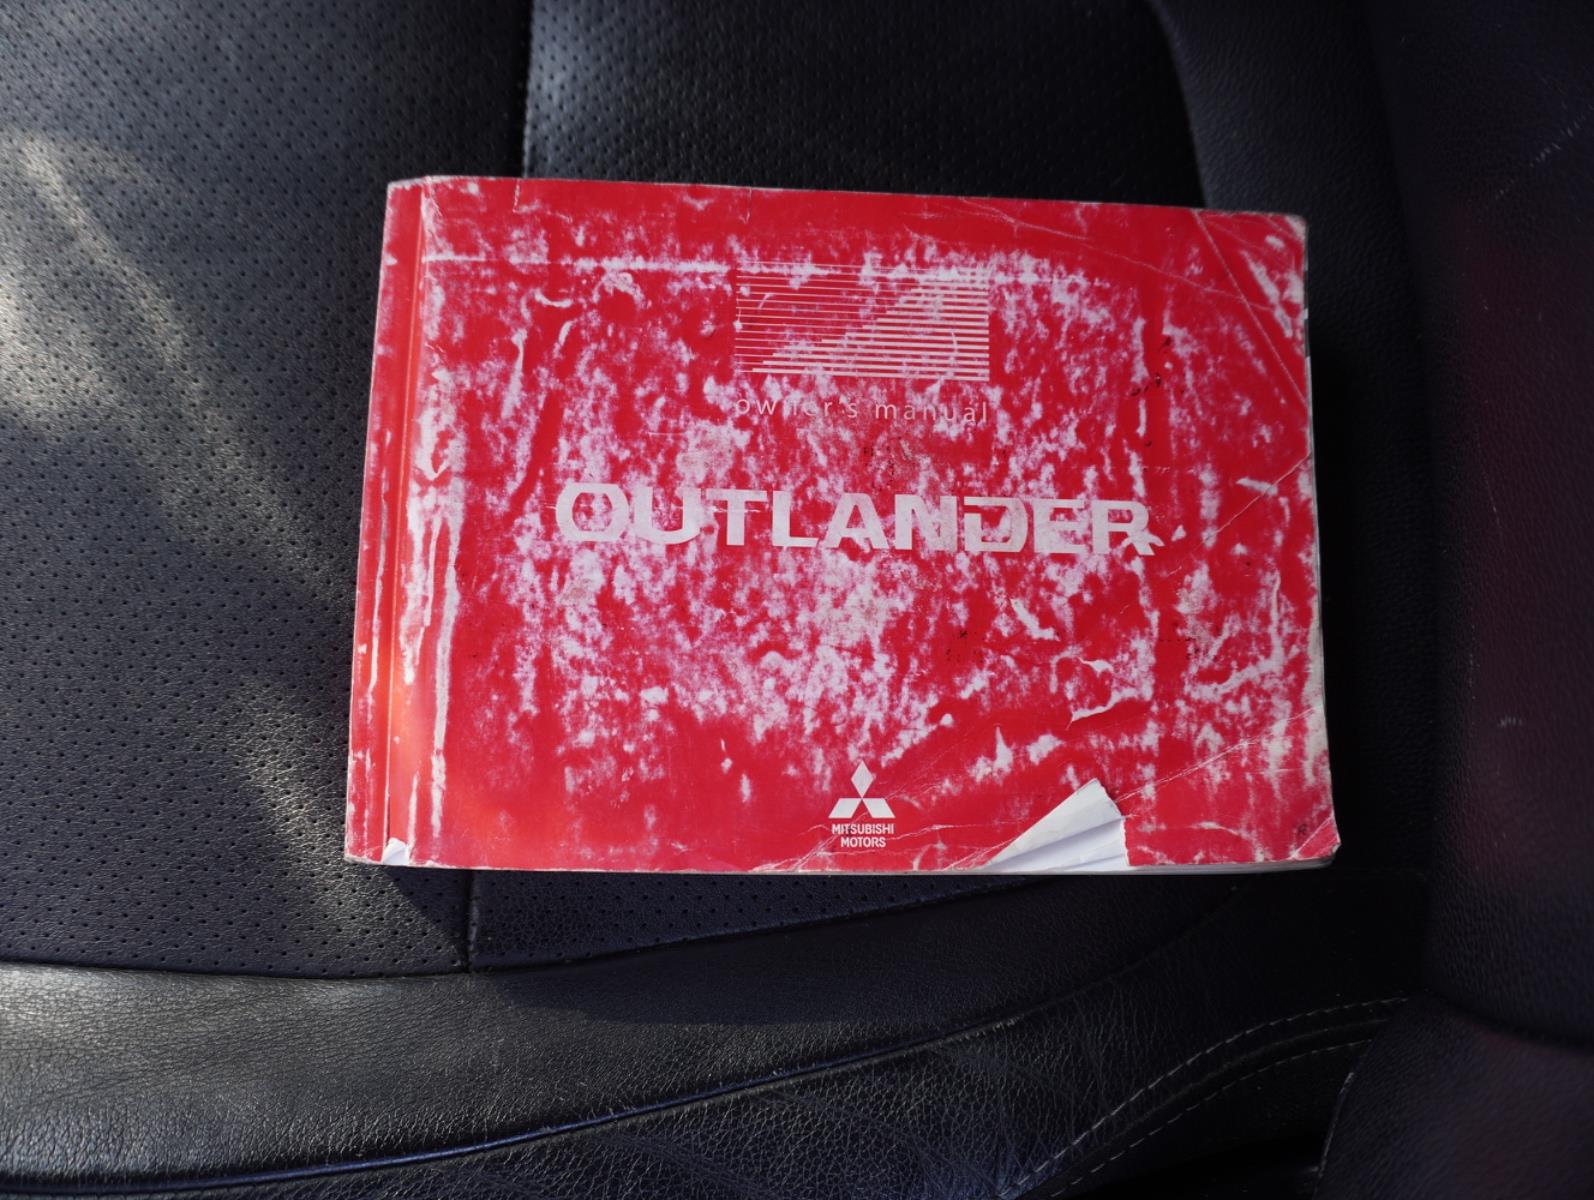 owner's manual
OUTLANDER
MITSUBISHI
MOTORS